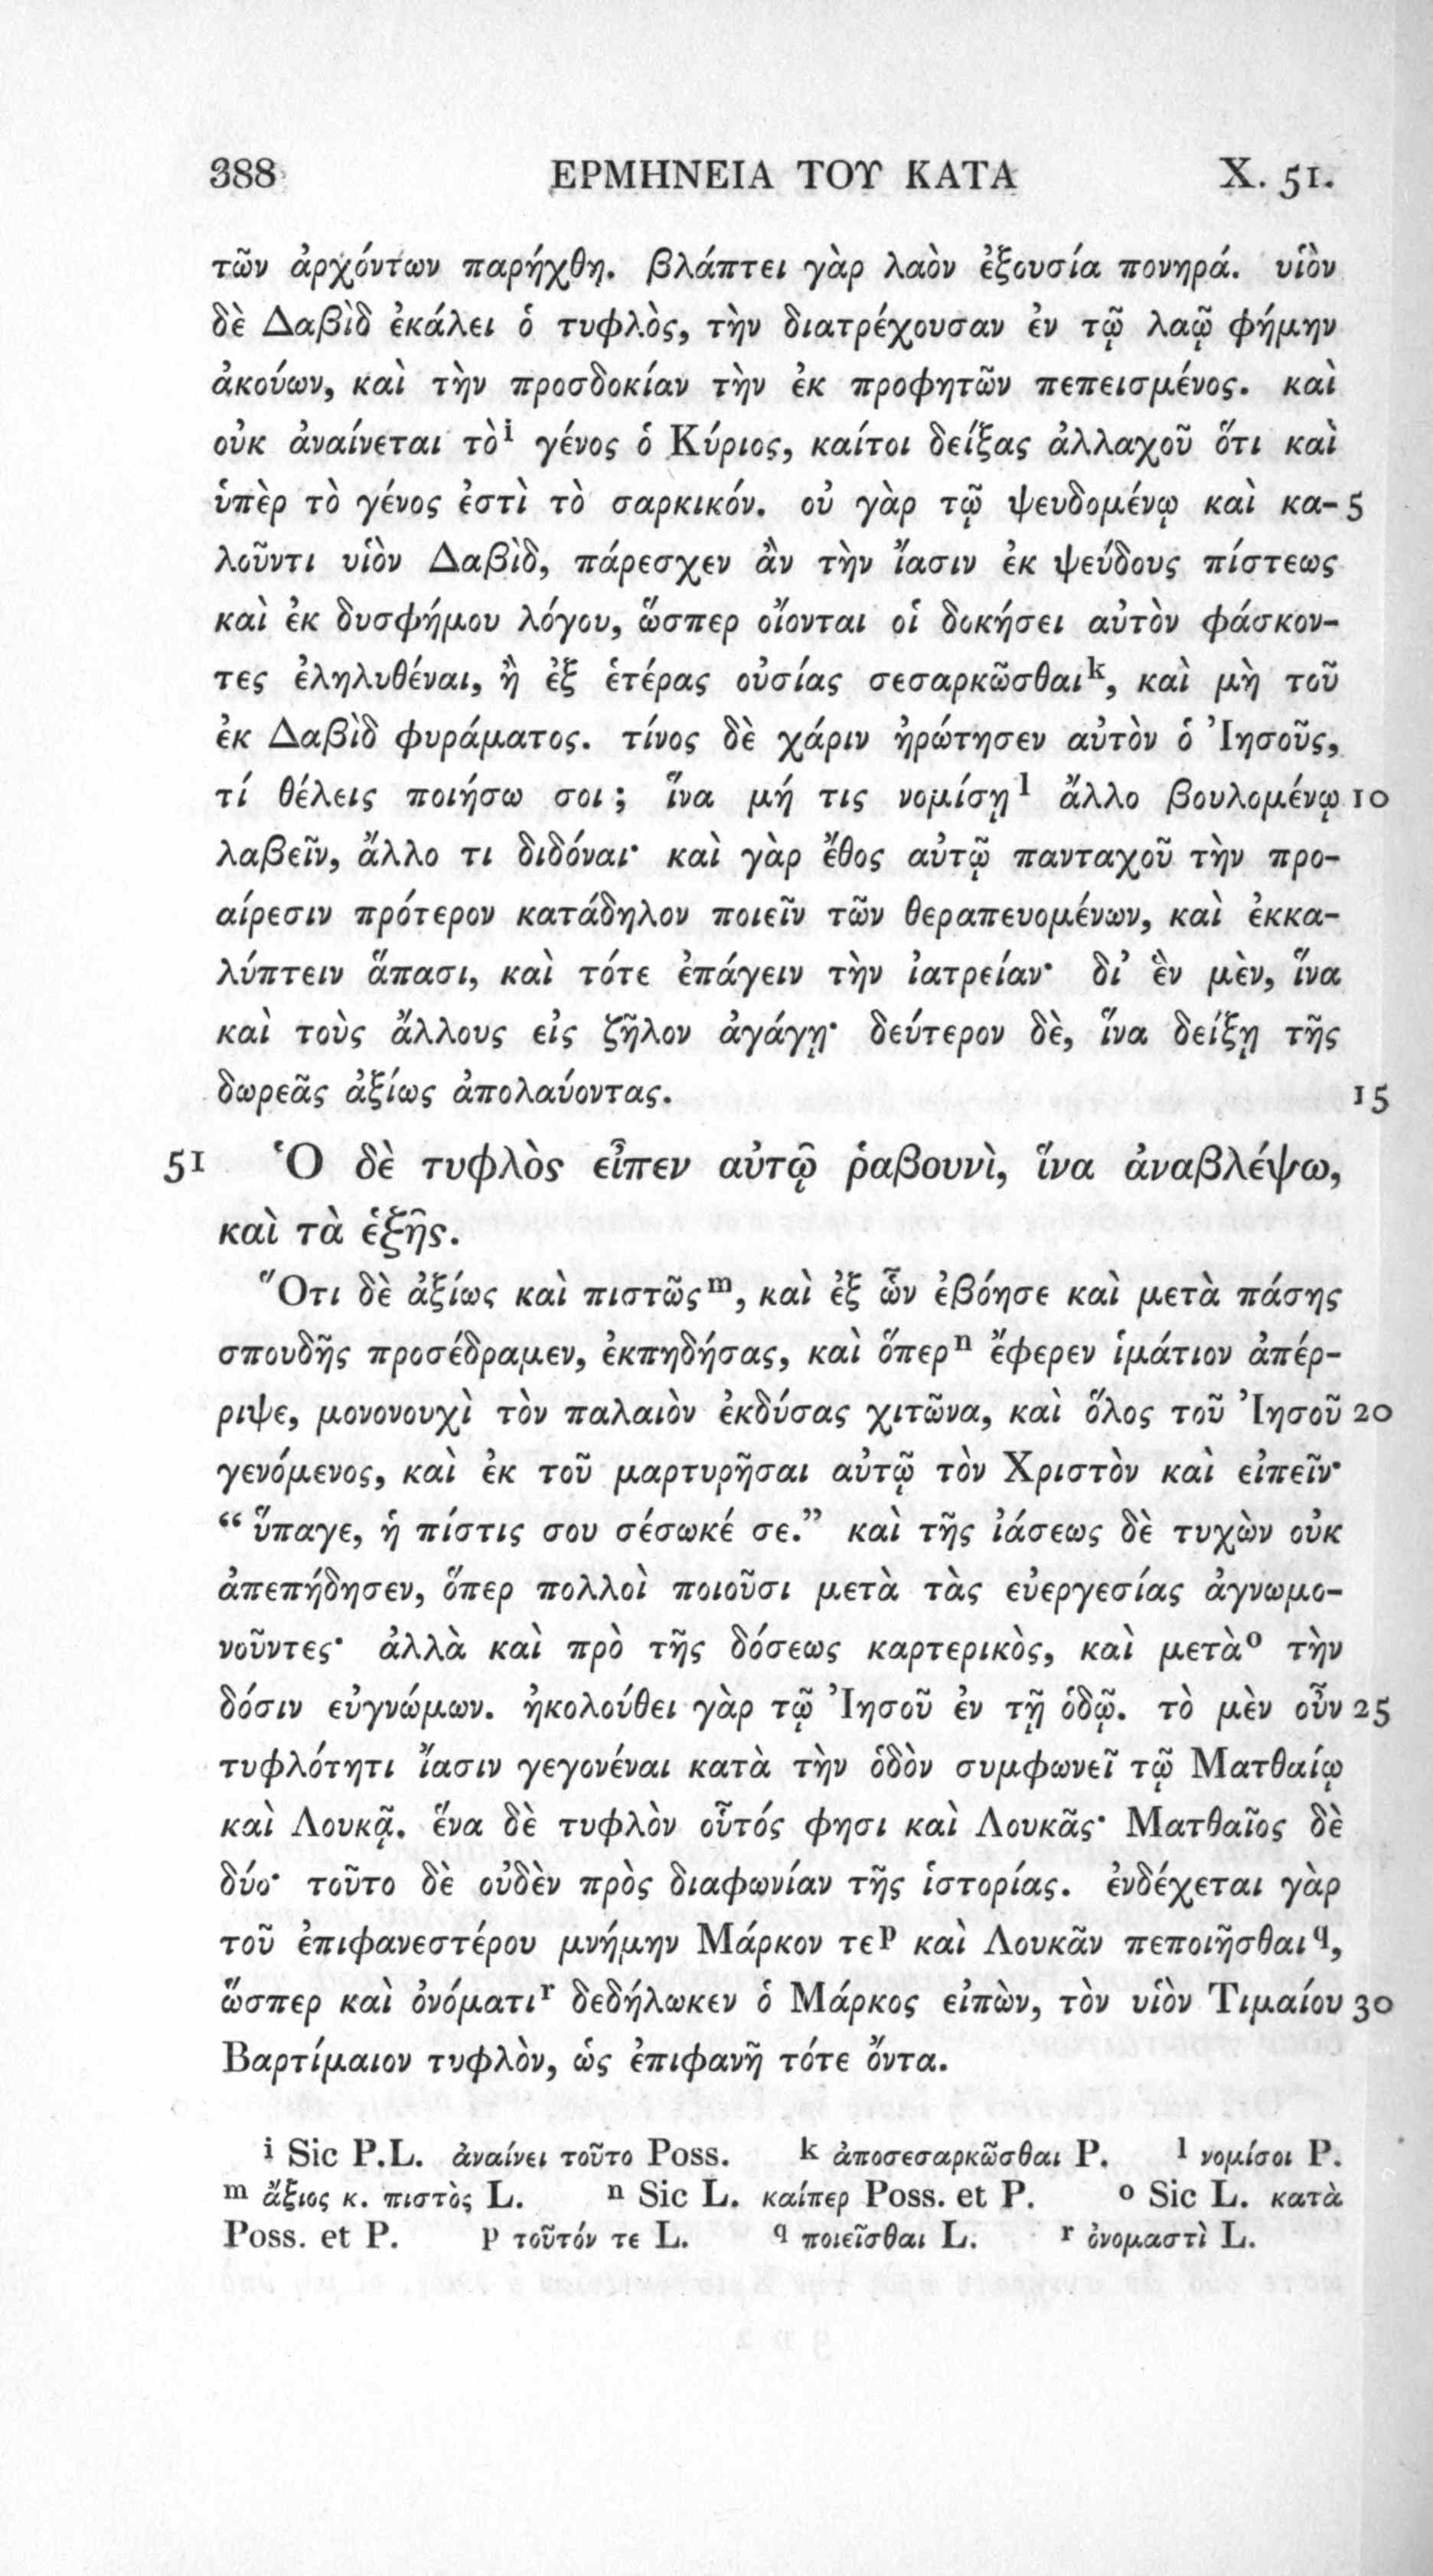 388 ΕΡΜΗΝΕΙΑ ΤΟΥ ΚΑΤΑ X. 51.
τῶν ἀρχόντων παρήχθη. βλάπτει γὰρ λαὸν ἐξουσία πονηρά. υἱὸν
δὲ Δαβὶδ ἐκάλει ὁ τυφλὸς, τὴν διατρέχουσαν ἐν τῷ λαῷ φήμην
ἀκούων, καὶ τὴν προσδοκίαν τὴν ἐκ προφητῶν πεπεισμένος. καὶ
οὐκ ἀναίνεται τὸ i γένος ὁ Κύριος, καίτοι δείξας ἀλλαχοῦ ὅτι καὶ
ὑπὲρ τὸ γένος ἐστὶ τὸ σαρκικόν. οὐ γὰρ τῷ ψευδομένῳ καὶ κα- 5
λοῦντι υἱὸν Δαβὶδ, πάρεσχεν ἂν τὴν ἴασιν ἐκ ψεύδους πίστεως
καὶ ἐκ δυσφήμου λόγου, ὥσπερ οἴονται οἱ δοκήσει αὐτὸν φάσκον-
τες ἐληλυθέναι, ἢ ἐξ ἑτέρας οὐσίας σεσαρκῶσθαι k, καὶ μὴ τοῦ
ἐκ Δαβὶδ φυράματος. τίνος δὲ χάριν ἠρώτησεν αὐτὸν ὁ Ἰησοῦς,
τί θέλεις ποιήσω σοι; ἵνα μή τις νομίσῃ l ἄλλο βουλομένῳ 10
λαβεῖν, ἄλλο τι διδόναι· καὶ γὰρ ἔθος αὐτῷ πανταχοῦ τὴν προ-
αίρεσιν πρότερον κατάδηλον ποιεῖν τῶν θεραπευομένων, καὶ ἐκκα-
λύπτειν ἅπασι, καὶ τότε ἐπάγειν τὴν ἰατρείαν· δι’ ἓν μὲν, ἵνα
καὶ τοὺς ἄλλους εἰς ζῆλον ἀγάγῃ· δεύτερον δὲ, ἵνα δείξῃ τῆς
δωρεᾶς ἀξίως ἀπολαύοντας. 15
51 Ὁ δὲ τυφλὸς εἶπεν αὐτῷ ῥαβουνὶ, ἵνα ἀναβλέψω,
καὶ τὰ ἑξῆς.
Ὅτι δὲ ἀξίως καὶ πιστῶς m, καὶ ἐξ ὧν ἐβόησε καὶ μετὰ πάσης
σπουδῆς προσέδραμεν, ἐκπηδήσας, καὶ ὅπερ n ἔφερεν ἱμάτιον ἀπέρ-
ριψε, μονονουχὶ τὸν παλαιὸν ἐκδύσας χιτῶνα, καὶ ὅλος τοῦ Ἰησοῦ 20
γενόμενος, καὶ ἐκ τοῦ μαρτυρῆσαι αὐτῷ τὸν Χριστὸν καὶ εἰπεῖν·
“ ὕπαγε, ἡ πίστις σου σέσωκέ σε.” καὶ τῆς ἰάσεως δὲ τυχὼν οὐκ
ἀπεπήδησεν, ὅπερ πολλοὶ ποιοῦσι μετὰ τὰς εὐεργεσίας ἀγνωμο-
νοῦντες· ἀλλὰ καὶ πρὸ τῆς δόσεως καρτερικὸς, καὶ μετὰ o τὴν
δόσιν εὐγνώμων. ἠκολούθει γὰρ τῷ Ἰησοῦ ἐν τῇ ὁδῷ. τὸ μὲν οὖν 25
τυφλότητι ἴασιν γεγονέναι κατὰ τὴν ὁδὸν συμφωνεῖ τῷ Ματθαίῳ
καὶ Λουκᾷ. ἕνα δὲ τυφλὸν οὗτός φησι καὶ Λουκᾶς· Ματθαῖος δὲ
δύο· τοῦτο δὲ οὐδὲν πρὸς διαφωνίαν τῆς ἱστορίας. ἐνδέχεται γὰρ
τοῦ ἐπιφανεστέρου μνήμην Μάρκον τε p καὶ Λουκᾶν πεποιῆσθαι q,
ὥσπερ καὶ ὀνόματι r δεδήλωκεν ὁ Μάρκος εἰπὼν, τὸν υἱὸν Τιμαίου 30
Βαρτίμαιον τυφλὸν, ὡς ἐπιφανῆ τότε ὄντα.
i Sic P.L. ἀναίνει τοῦτο Poss. k ἀποσεσαρκῶσθαι P. l νομίσοι P.
m ἄξιος κ. πιστὸς L. n Sic L. καίπερ Poss. et P. o Sic L. κατὰ
Poss. et P. p τοῦτόν τε L. q ποιεῖσθαι L. r ὀνομαστὶ L.